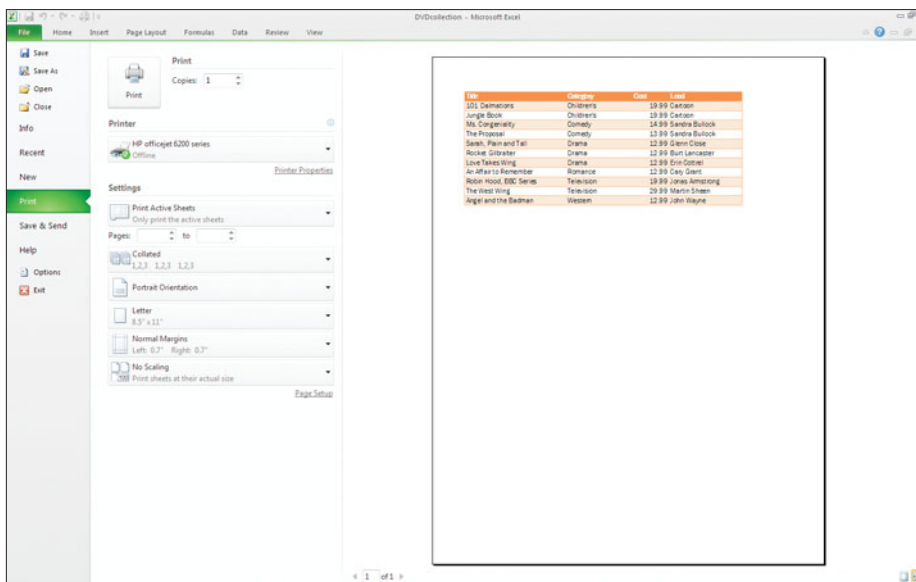 DVDcollection - Microsoft Excel
File Home Insert Page Layout Formulas Data Review View
Save
Save As
Open
Close
Info
Recent
New
Print
Save & Send
Help
Options
Exit
Print
Print
Copies: 1
Printer
HP officejet 6200 series
Offline
Printer Properties
Settings
Print Active Sheets
Only print the active sheets
Pages: to
Collated
1,2,3 1,2,3 1,2,3
Portrait Orientation
Letter
8.5" x 11"
Normal Margins
Left: 0.7" Right: 0.7"
No Scaling
Print sheets at their actual size
Page Setup
Title Category Cost Lead
101 Dalmations Children's 19.99 Cartoon
Jungle Book Children's 19.99 Cartoon
Ms. Congeniality Comedy 14.99 Sandra Bullock
The Proposal Comedy 13.99 Sandra Bullock
Sarah, Plain and Tall Drama 12.99 Glenn Close
Rocket Gilbralter Drama 12.99 Burt Lancaster
Love Takes Wing Drama 12.99 Erin Cottrel
An Affair to Remember Romance 12.99 Cary Grant
Robin Hood, BBC Series Television 19.99 Jonas Armstrong
The West Wing Television 29.99 Martin Sheen
Angel and the Badman Western 12.99 John Wayne
1 of 1